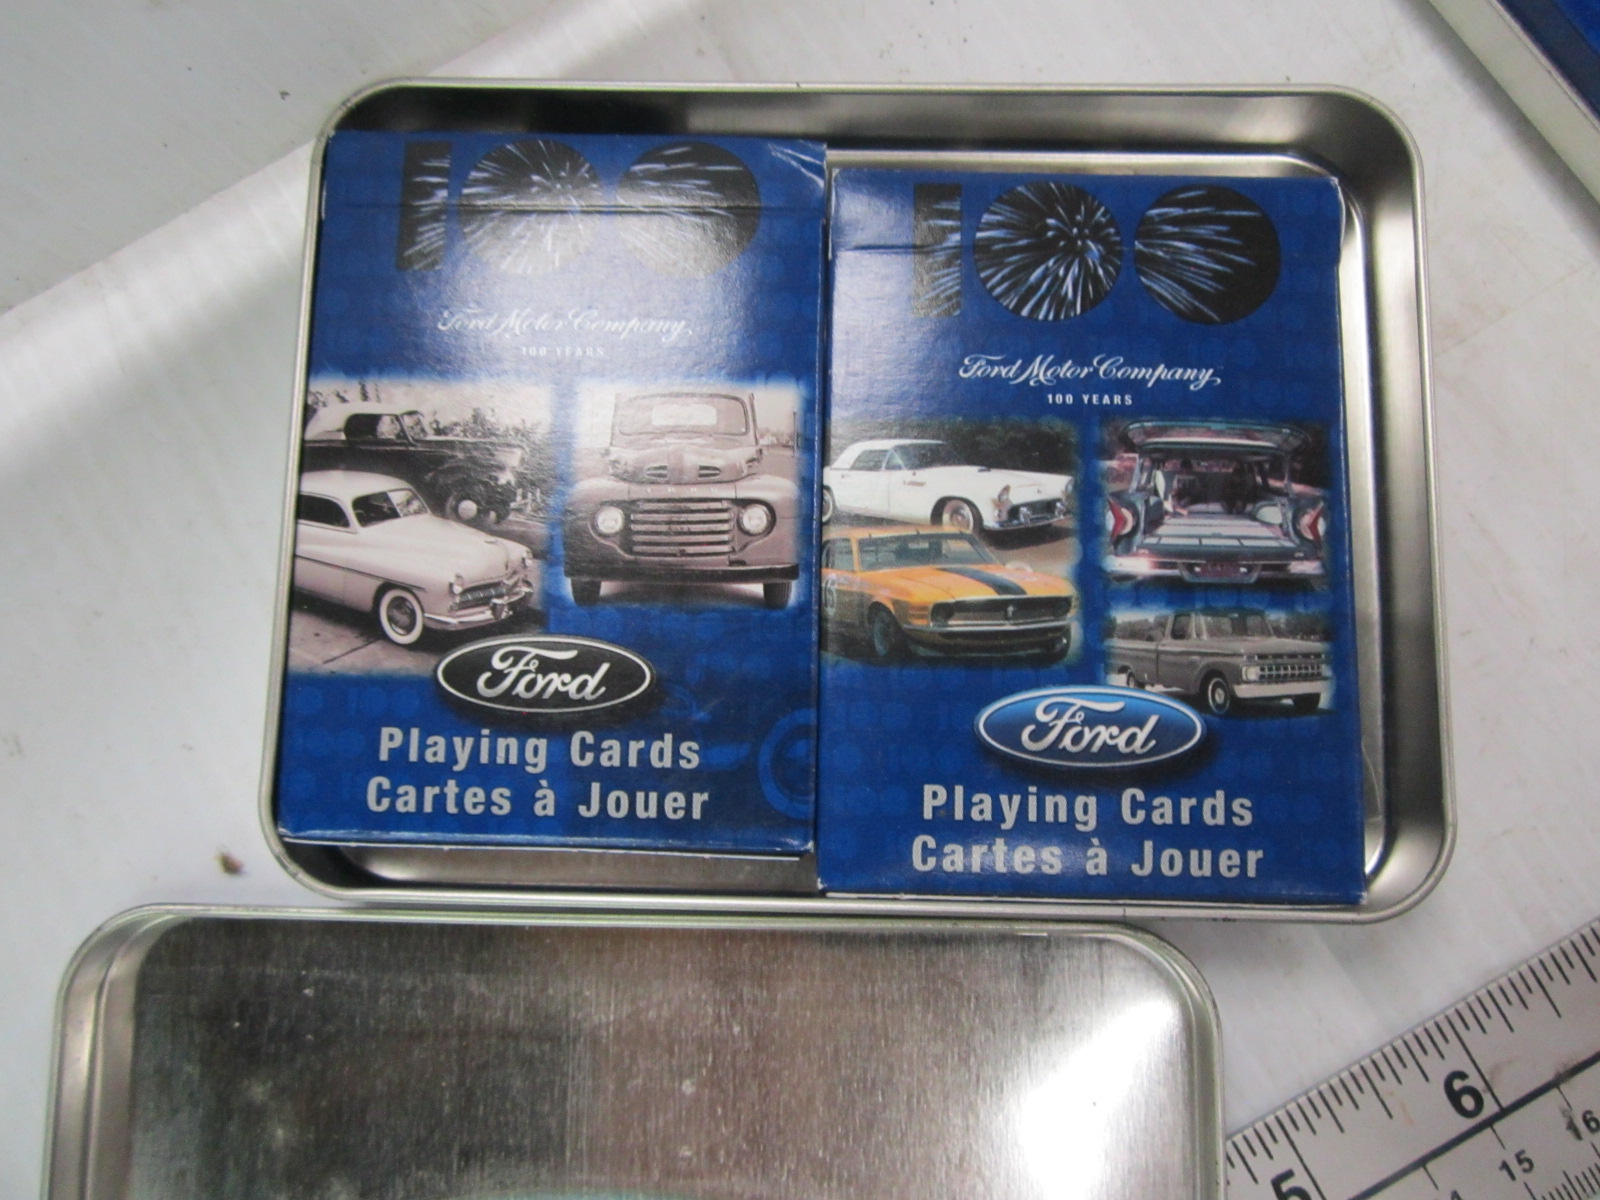 100
Ford Motor Company
100 YEARS
Ford
Playing Cards
Cartes à Jouer
100
Ford Motor Company
100 YEARS
Ford
Playing Cards
Cartes à Jouer
6
5
15
16